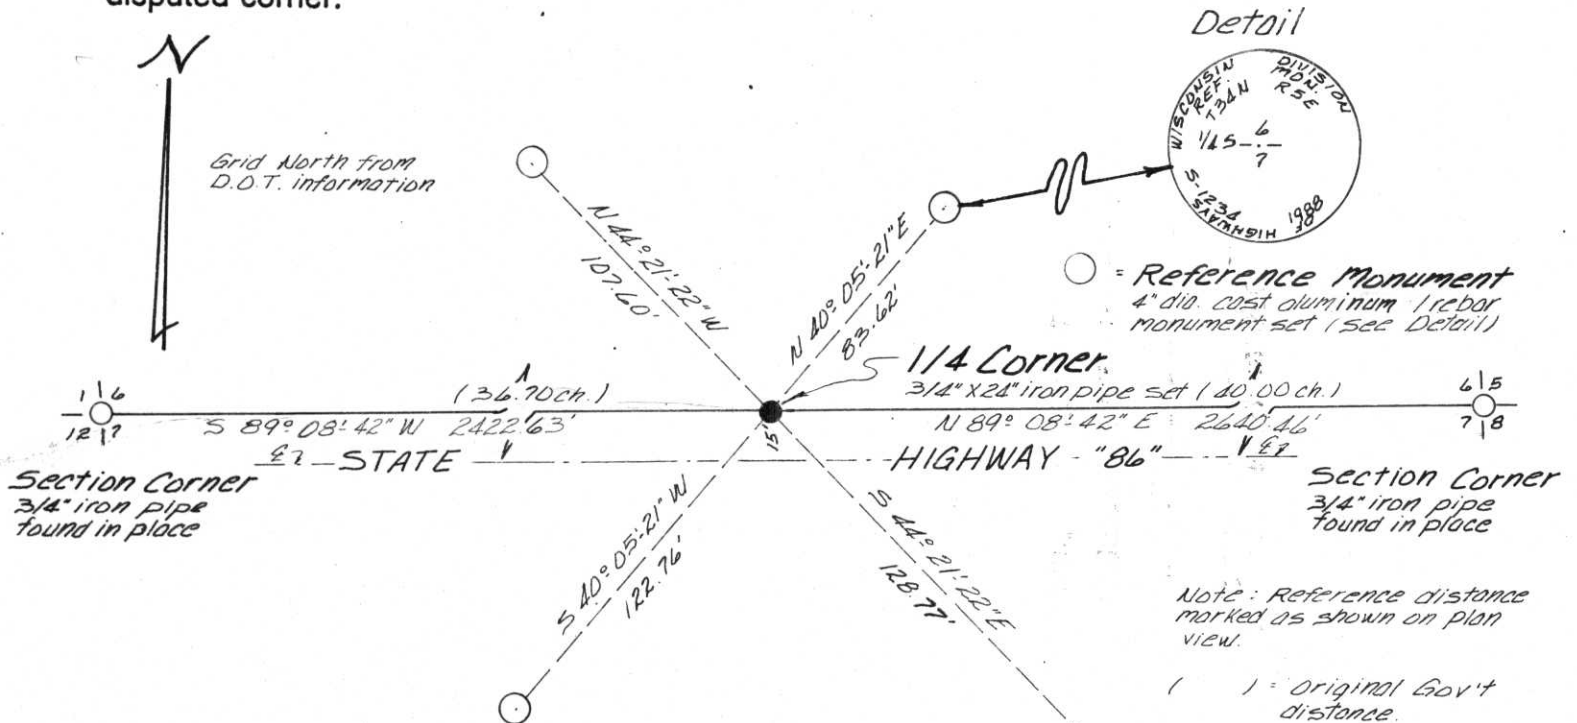 disputed corner.
Detail
N
WISCONSIN DIVISION
REF. MON.
T34N R5E
1/4 S 6
7
S-1234 1988
HIGHWAYS OF
Grid North from
D.O.T. information
N 44° 21' 22" W
107.60'
N 40° 05' 21" E
83.62'
= Reference Monument
4" dia. cast aluminum / rebar
monument set (see Detail)
1/4 Corner
3/4" X 24" iron pipe set (40.00 ch.)
(36.70 ch.)
1 6
12 7
6 5
7 8
S 89° 08' 42" W 2422.63'
N 89° 08' 42" E 2640.46'
15'
STATE HIGHWAY "86"
Section Corner
3/4" iron pipe
found in place
Section Corner
3/4" iron pipe
found in place
S 40° 05' 21" W
122.76'
S 44° 21' 22" E
128.77'
Note: Reference distance
marked as shown on plan
view.
( ) = original Gov't
distance.